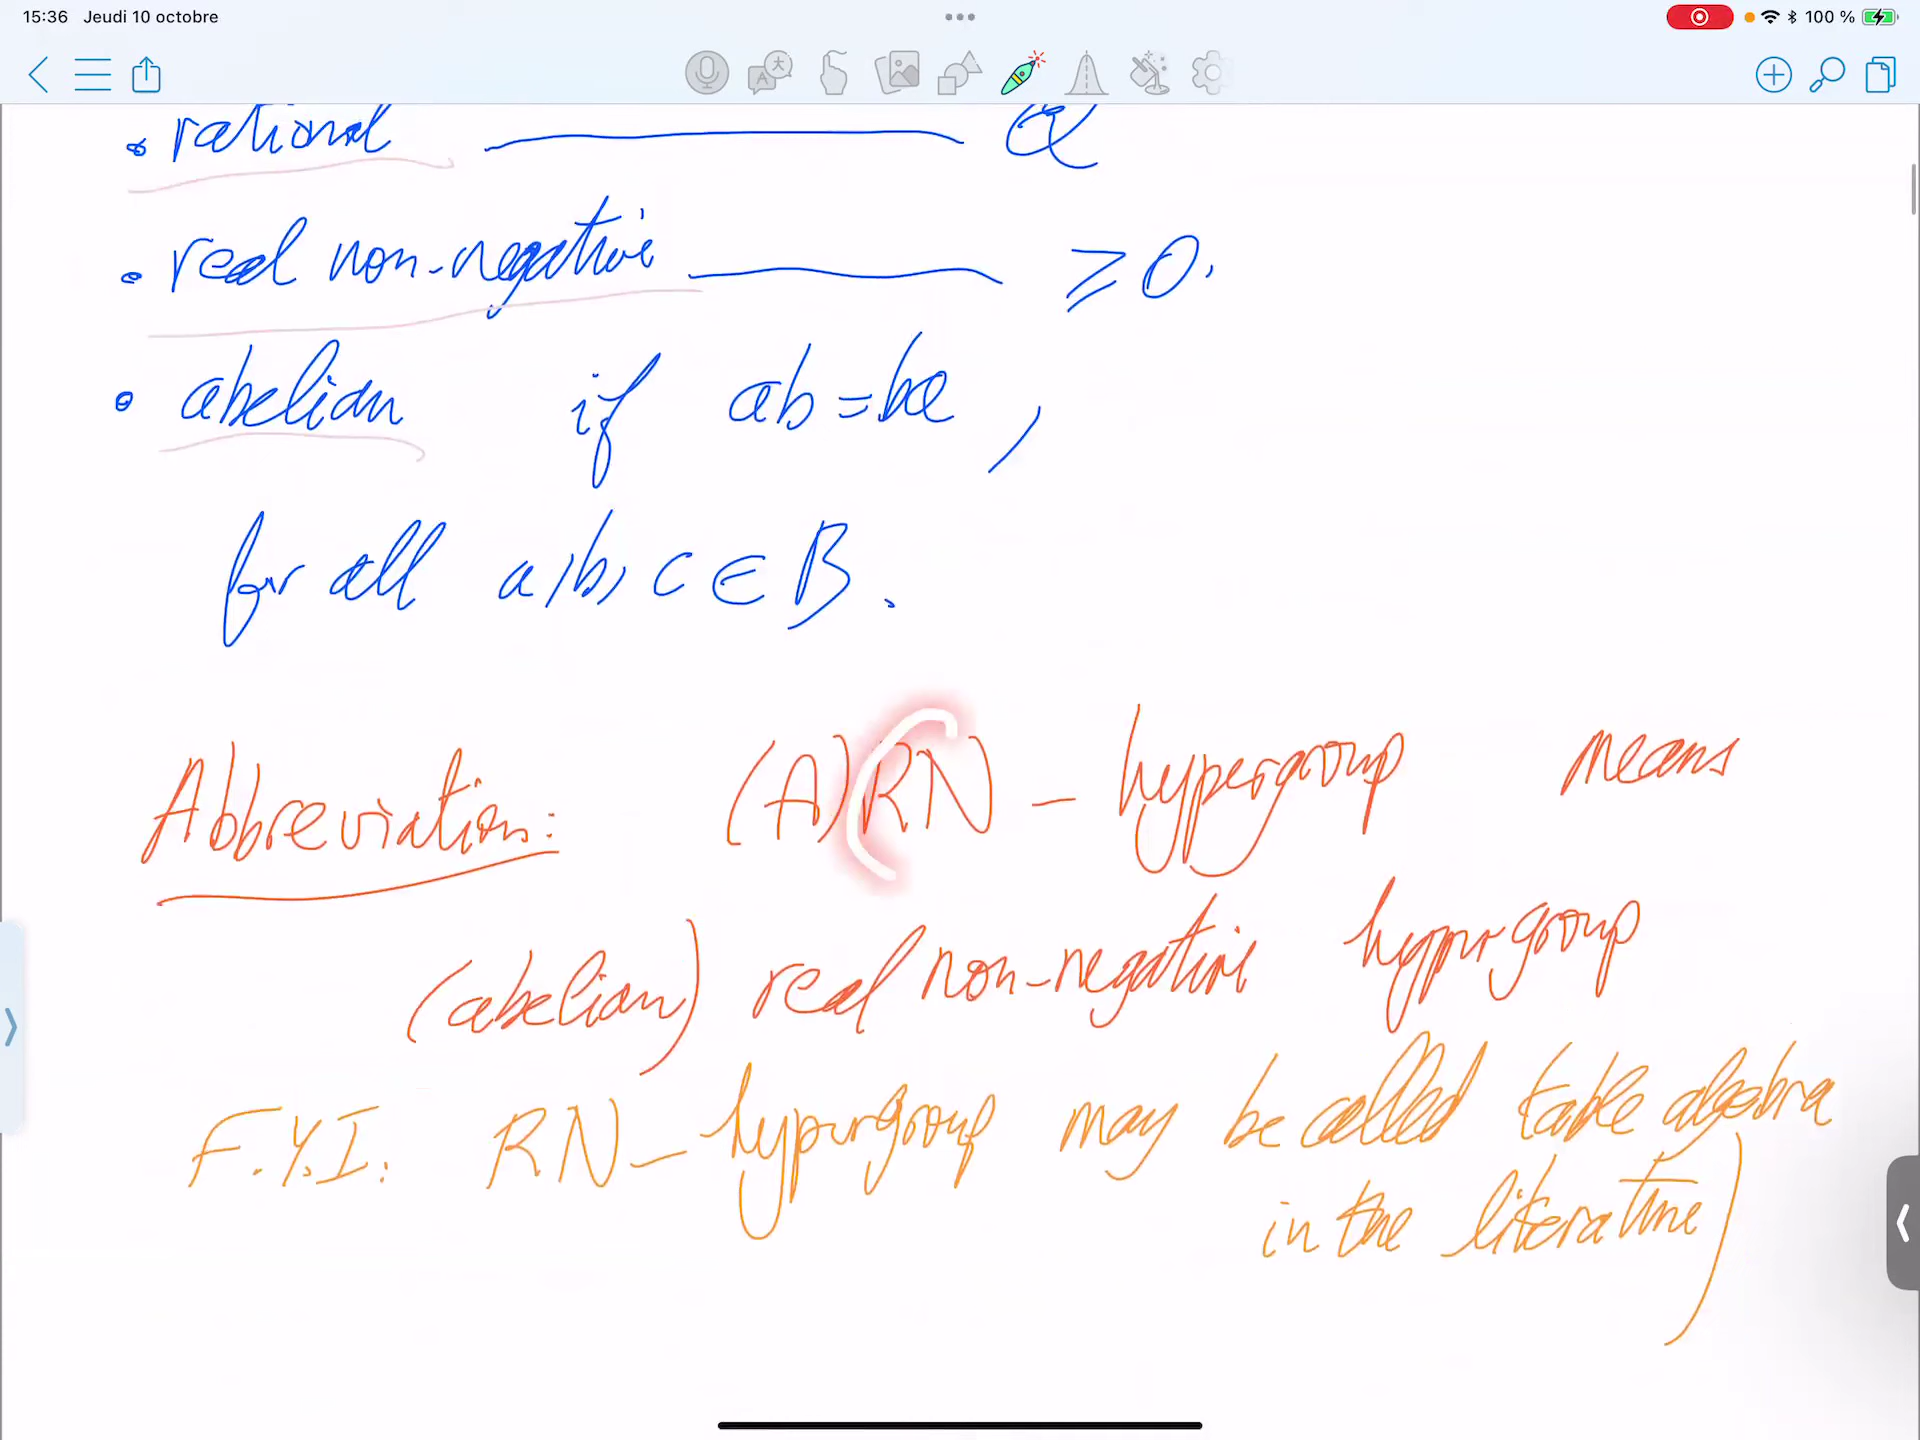 15:36 Jeudi 10 octobre 100 %
• rational ——— Q
• real non-negative ——— ≥ 0.
• abelian if ab = ba ,
for all a, b, c ∈ B .
Abbreviation: (A)RN – hypergroup means
(abelian) real non-negative hypergroup
F.Y.I. RN – hypergroup may be called table algebra
in the literature)